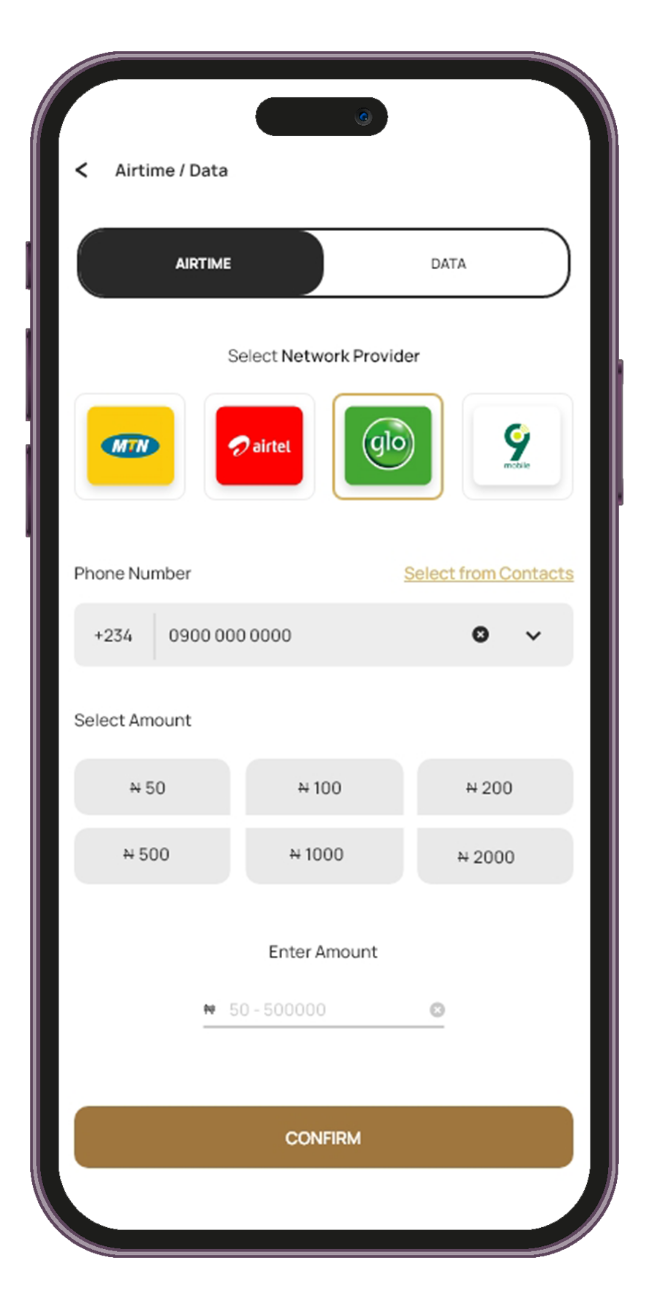 Airtime / Data
AIRTIME
DATA
Select Network Provider
MTN
airtel
glo
9
mobile
Phone Number
Select from Contacts
+234
0900 000 0000
Select Amount
₦ 50
₦ 100
₦ 200
₦ 500
₦ 1000
₦ 2000
Enter Amount
₦ 50 - 500000
CONFIRM